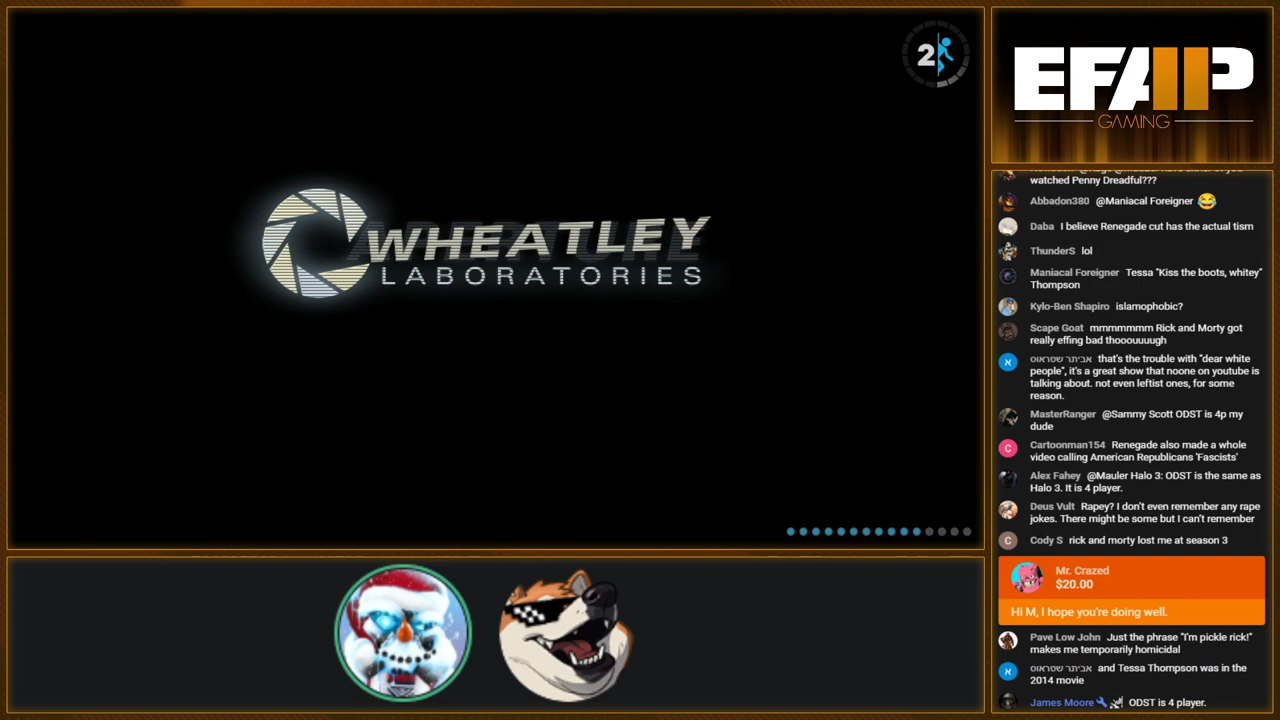 2
WHEATLEY
LABORATORIES
EFAP
GAMING
watched Penny Dreadful???
Abbadon380 @Maniacal Foreigner 😂
Daba I believe Renegade cut has the actual tism
ThunderS lol
Maniacal Foreigner Tessa "Kiss the boots, whitey"
Thompson
Kylo-Ben Shapiro islamophobic?
Scape Goat mmmmmmm Rick and Morty got
really effing bad thooouuuugh
אביתר שטראוס that's the trouble with "dear white
people", it's a great show that noone on youtube is
talking about. not even leftist ones, for some
reason.
MasterRanger @Sammy Scott ODST is 4p my
dude
C
Cartoonman154 Renegade also made a whole
video calling American Republicans 'Fascists'
Alex Fahey @Mauler Halo 3: ODST is the same as
Halo 3. It is 4 player.
Deus Vult Rapey? I don't even remember any rape
jokes. There might be some but I can't remember
C
Cody S rick and morty lost me at season 3
Mr. Crazed
$20.00
Hi M, I hope you're doing well.
Pave Low John Just the phrase "i'm pickle rick!"
makes me temporarily homicidal
א
אביתר שטראוס and Tessa Thompson was in the
2014 movie
James Moore ODST is 4 player.